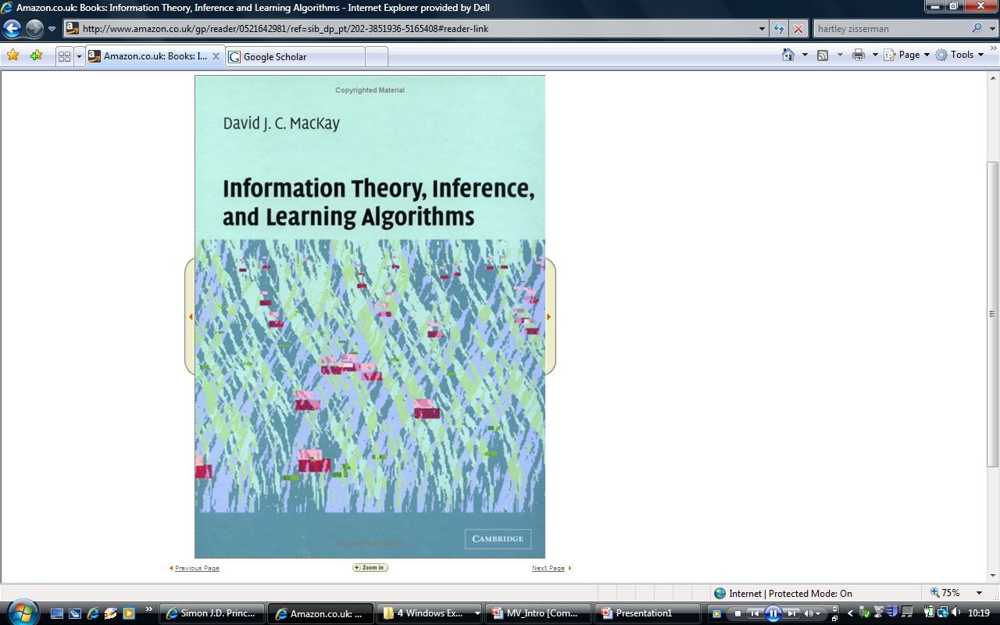 Amazon.co.uk: Books: Information Theory, Inference and Learning Algorithms - Internet Explorer provided by Dell
http://www.amazon.co.uk/gp/reader/0521642981/ref=sib_dp_pt/202-3851936-5165408#reader-link
hartley zisserman
Amazon.co.uk: Books: I...
Google Scholar
Page
Tools
Copyrighted Material
David J. C. MacKay
Information Theory, Inference,
and Learning Algorithms
CAMBRIDGE
Copyrighted Material
Previous Page
Zoom in
Next Page
Internet | Protected Mode: On
75%
Simon J.D. Princ...
Amazon.co.uk: ...
4 Windows Ex...
MV_Intro [Com...
Presentation1
10:19